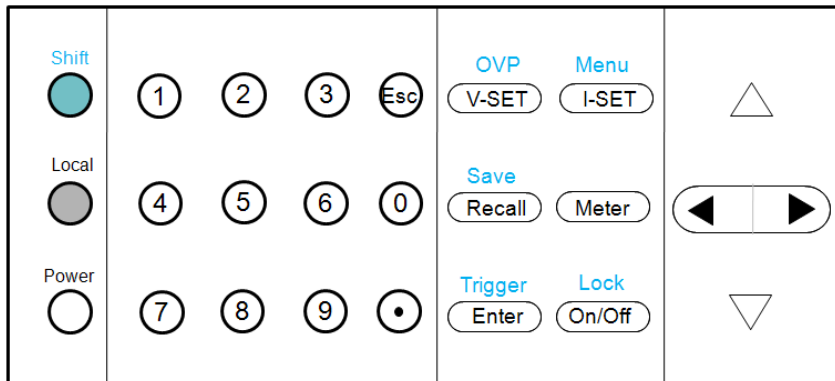 Shift
OVP Menu
1 2 3 Esc V-SET I-SET
Local
Save
4 5 6 0 Recall Meter
Power
Trigger Lock
7 8 9 • Enter On/Off